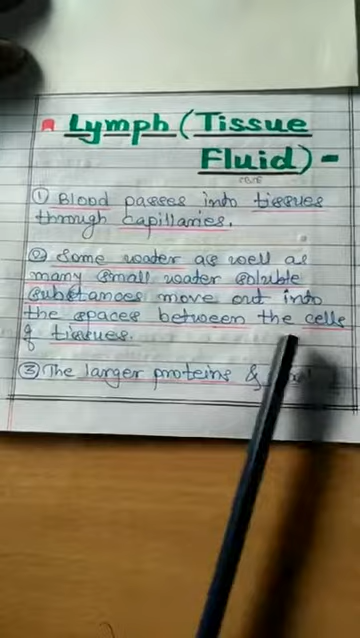 Lymph (Tissue
Fluid) -
① Blood passes into tissues
through capillaries.
② Some water as well as
many small water soluble
substances move out into
the spaces between the cells
of tissues.
③ The larger proteins &